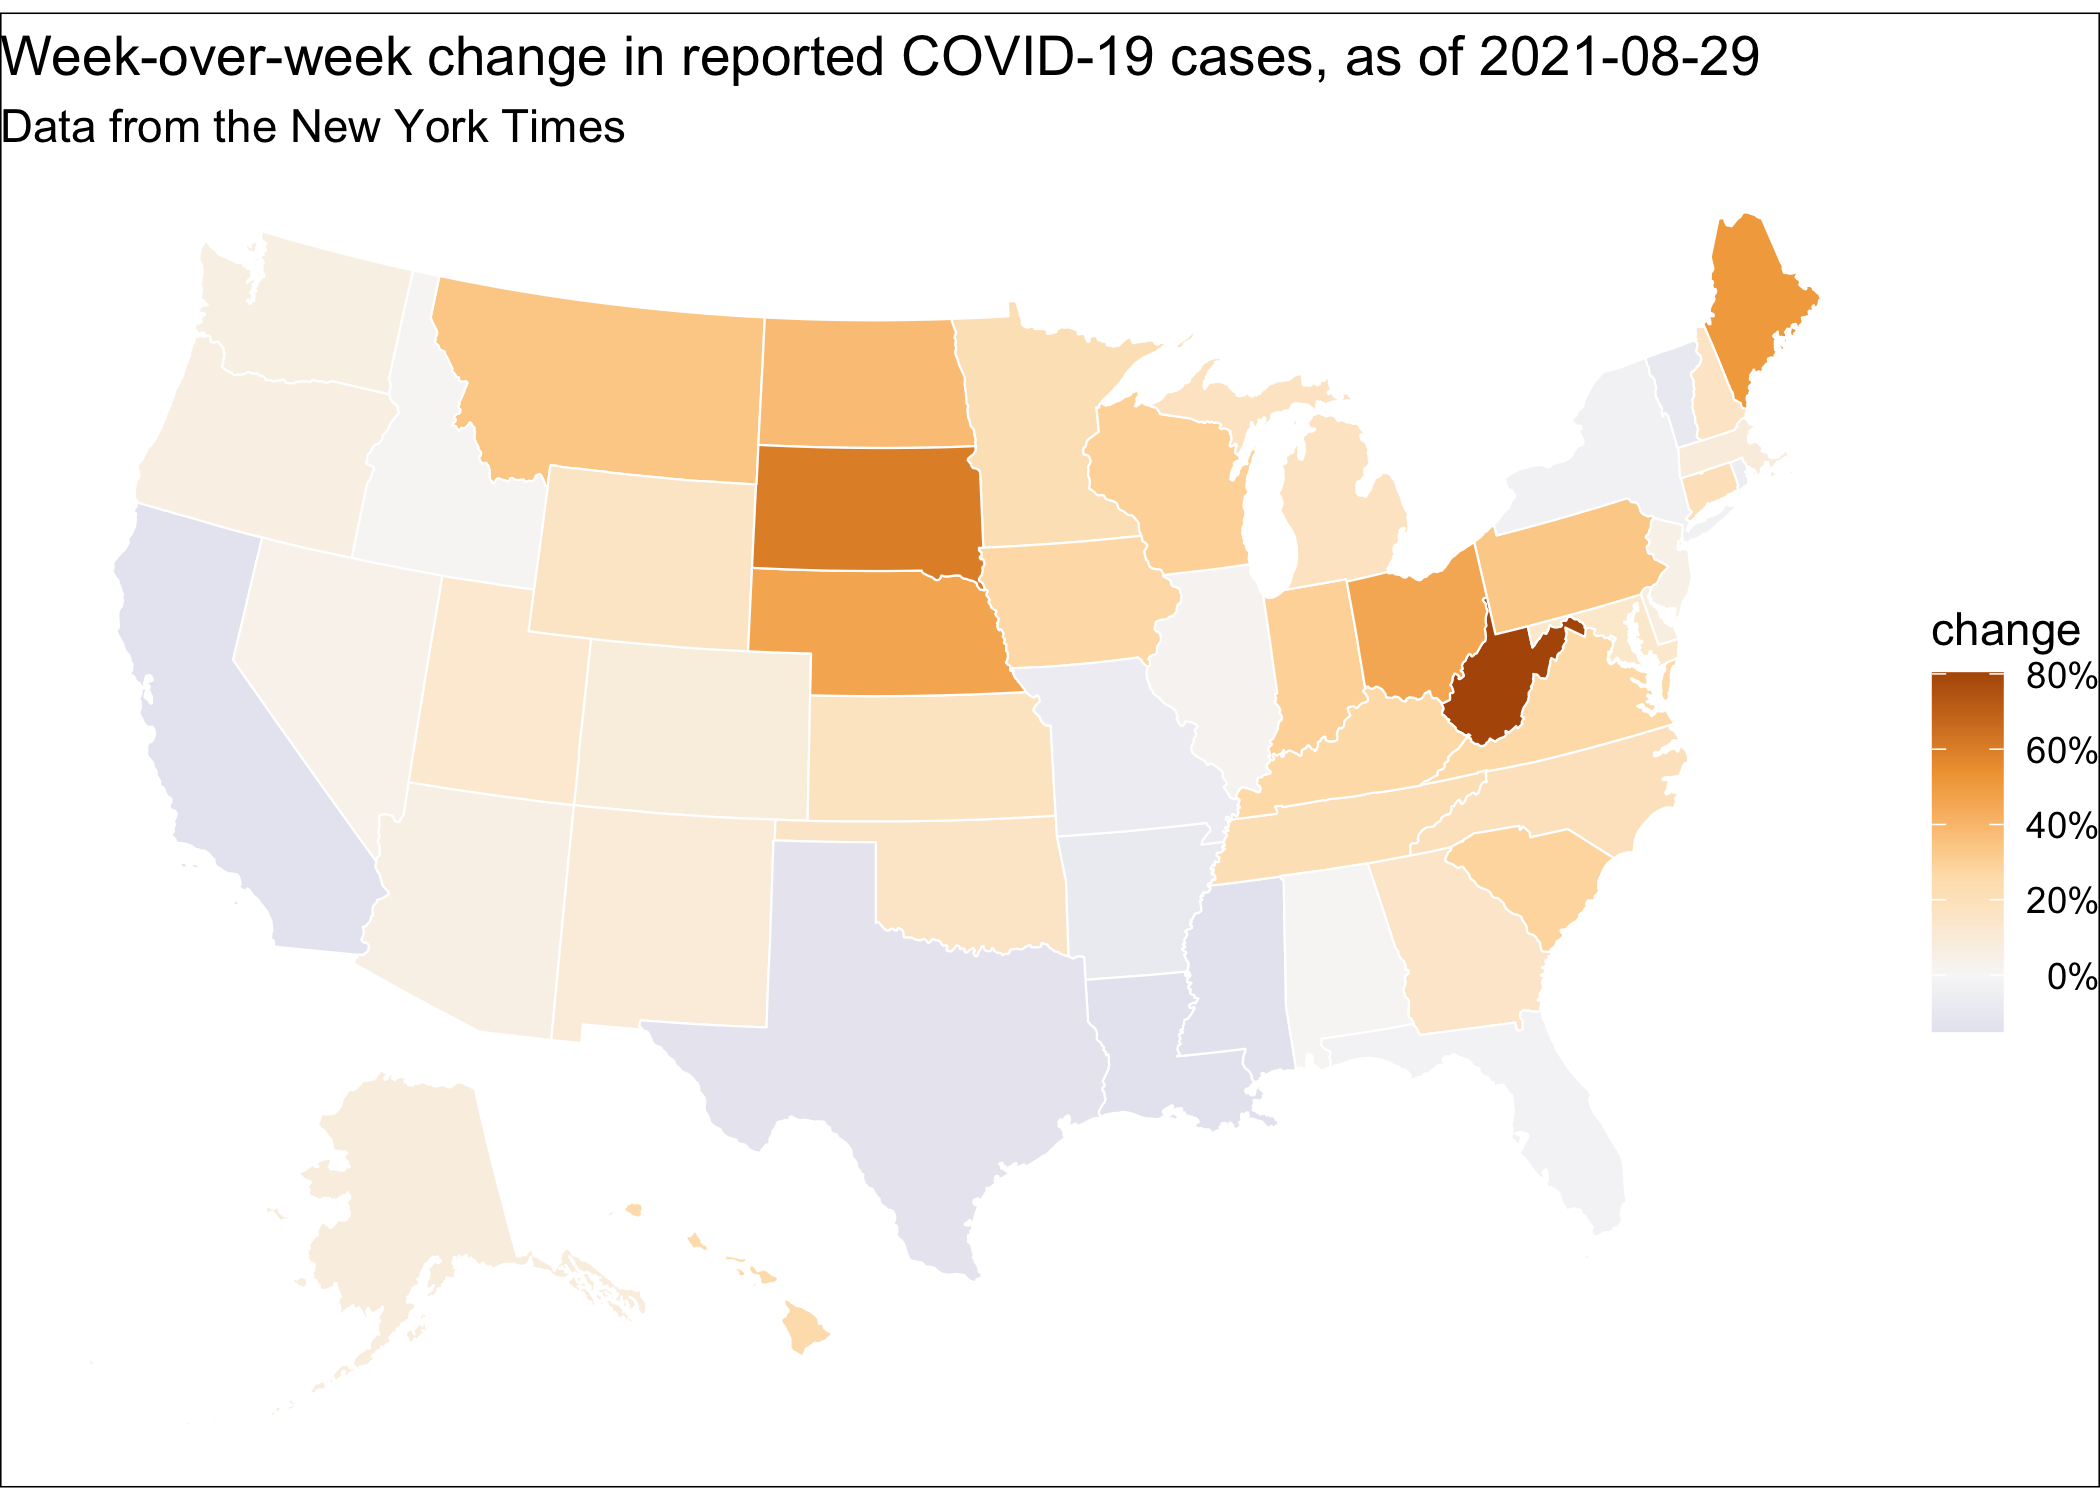 Week-over-week change in reported COVID-19 cases, as of 2021-08-29
Data from the New York Times
change
80%
60%
40%
20%
0%